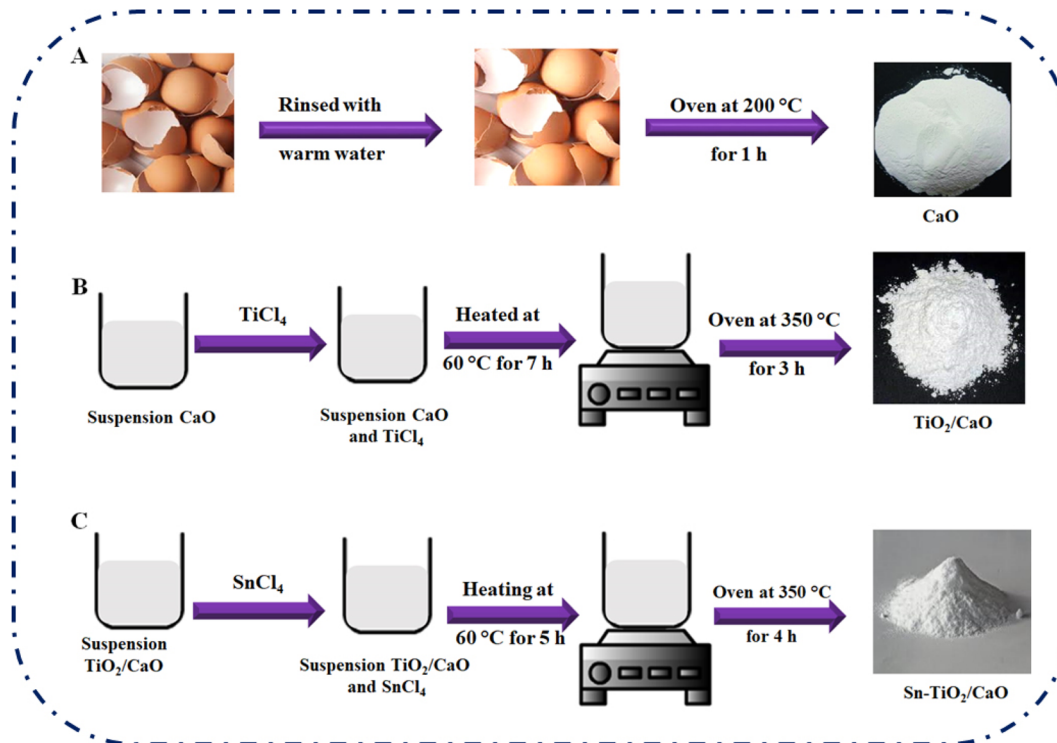 A
Rinsed with
warm water
Oven at 200 °C
for 1 h
CaO
B
TiCl₄
Heated at
60 °C for 7 h
Oven at 350 °C
for 3 h
Suspension CaO
Suspension CaO
and TiCl₄
TiO₂/CaO
C
SnCl₄
Heating at
60 °C for 5 h
Oven at 350 °C
for 4 h
Suspension
TiO₂/CaO
Suspension TiO₂/CaO
and SnCl₄
Sn-TiO₂/CaO